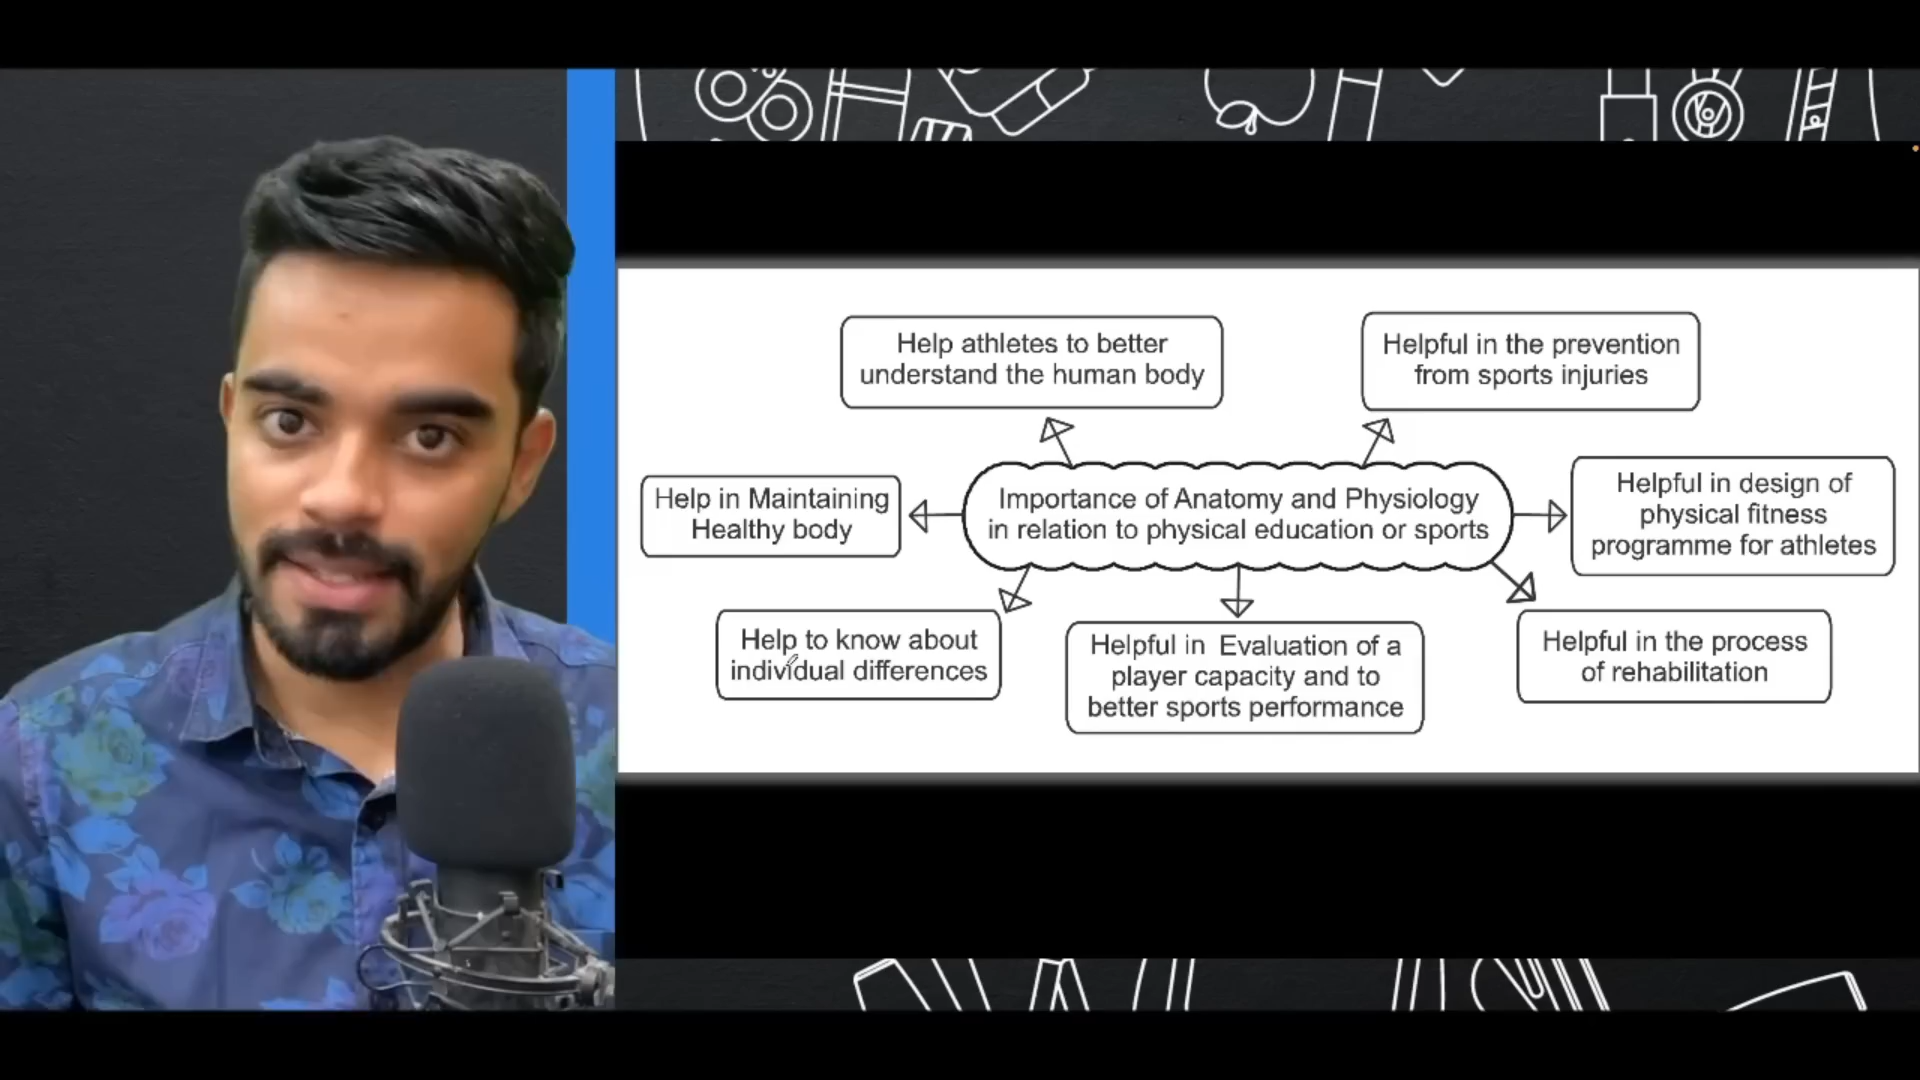 Help athletes to better
understand the human body
Helpful in the prevention
from sports injuries
Help in Maintaining
Healthy body
Importance of Anatomy and Physiology
in relation to physical education or sports
Helpful in design of
physical fitness
programme for athletes
Help to know about
individual differences
Helpful in Evaluation of a
player capacity and to
better sports performance
Helpful in the process
of rehabilitation